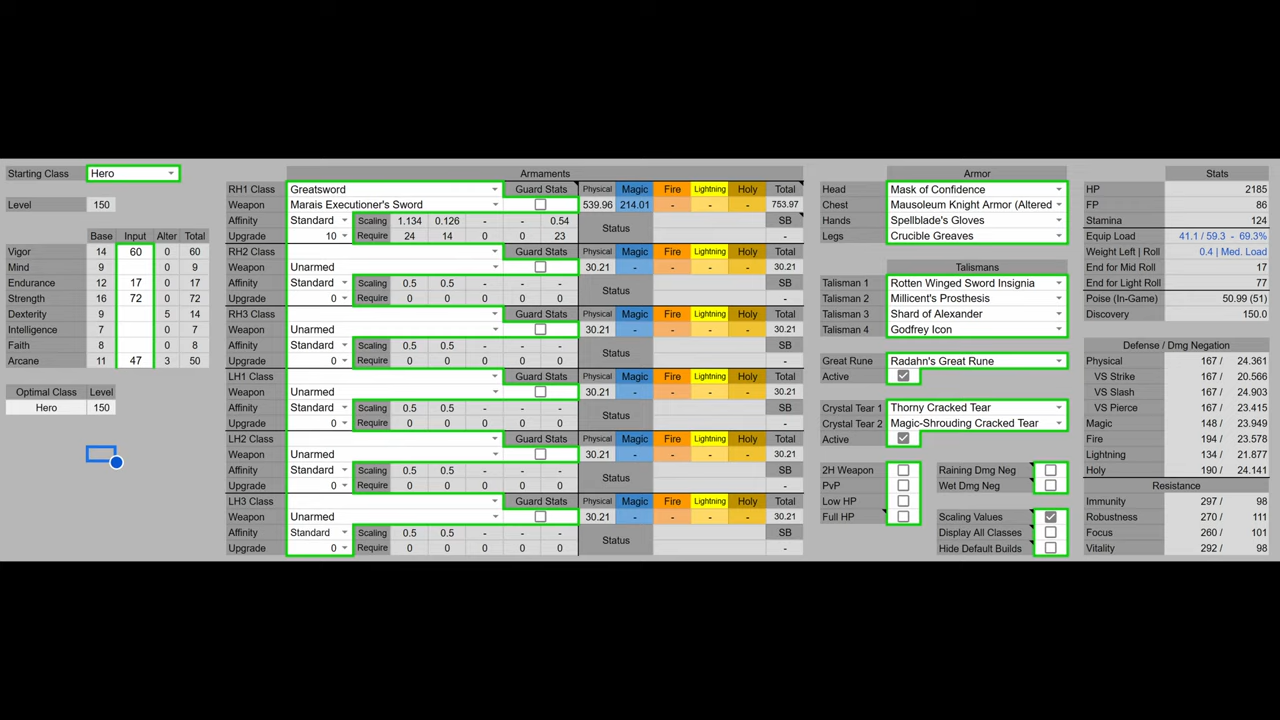 Starting Class Hero
Level 150
Base Input Alter Total
Vigor 14 60 0 60
Mind 9 0 9
Endurance 12 17 0 17
Strength 16 72 0 72
Dexterity 9 5 14
Intelligence 7 0 7
Faith 8 0 8
Arcane 11 47 3 50
Optimal Class Level
Hero 150
Armaments
RH1 Class Greatsword Guard Stats Physical Magic Fire Lightning Holy Total
Weapon Marais Executioner's Sword 539.96 214.01 - - - 753.97
Affinity Standard Scaling 1.134 0.126 - - 0.54 Status SB
Upgrade 10 Require 24 14 0 0 23 -
RH2 Class Guard Stats Physical Magic Fire Lightning Holy Total
Weapon Unarmed 30.21 - - - - 30.21
Affinity Standard Scaling 0.5 0.5 - - - Status SB
Upgrade 0 Require 0 0 0 0 0 -
RH3 Class Guard Stats Physical Magic Fire Lightning Holy Total
Weapon Unarmed 30.21 - - - - 30.21
Affinity Standard Scaling 0.5 0.5 - - - Status SB
Upgrade 0 Require 0 0 0 0 0 -
LH1 Class Guard Stats Physical Magic Fire Lightning Holy Total
Weapon Unarmed 30.21 - - - - 30.21
Affinity Standard Scaling 0.5 0.5 - - - Status SB
Upgrade 0 Require 0 0 0 0 0 -
LH2 Class Guard Stats Physical Magic Fire Lightning Holy Total
Weapon Unarmed 30.21 - - - - 30.21
Affinity Standard Scaling 0.5 0.5 - - - Status SB
Upgrade 0 Require 0 0 0 0 0 -
LH3 Class Guard Stats Physical Magic Fire Lightning Holy Total
Weapon Unarmed 30.21 - - - - 30.21
Affinity Standard Scaling 0.5 0.5 - - - Status SB
Upgrade 0 Require 0 0 0 0 0 -
Armor
Head Mask of Confidence
Chest Mausoleum Knight Armor (Altered
Hands Spellblade's Gloves
Legs Crucible Greaves
Talismans
Talisman 1 Rotten Winged Sword Insignia
Talisman 2 Millicent's Prosthesis
Talisman 3 Shard of Alexander
Talisman 4 Godfrey Icon
Great Rune Radahn's Great Rune
Active
Crystal Tear 1 Thorny Cracked Tear
Crystal Tear 2 Magic-Shrouding Cracked Tear
Active
2H Weapon Raining Dmg Neg
PvP Wet Dmg Neg
Low HP
Full HP Scaling Values
Display All Classes
Hide Default Builds
Stats
HP 2185
FP 86
Stamina 124
Equip Load 41.1 / 59.3 - 69.3%
Weight Left | Roll 0.4 | Med. Load
End for Mid Roll 17
End for Light Roll 77
Poise (In-Game) 50.99 (51)
Discovery 150.0
Defense / Dmg Negation
Physical 167 / 24.361
VS Strike 167 / 20.566
VS Slash 167 / 24.903
VS Pierce 167 / 23.415
Magic 148 / 23.949
Fire 194 / 23.578
Lightning 134 / 21.877
Holy 190 / 24.141
Resistance
Immunity 297 / 98
Robustness 270 / 111
Focus 260 / 101
Vitality 292 / 98